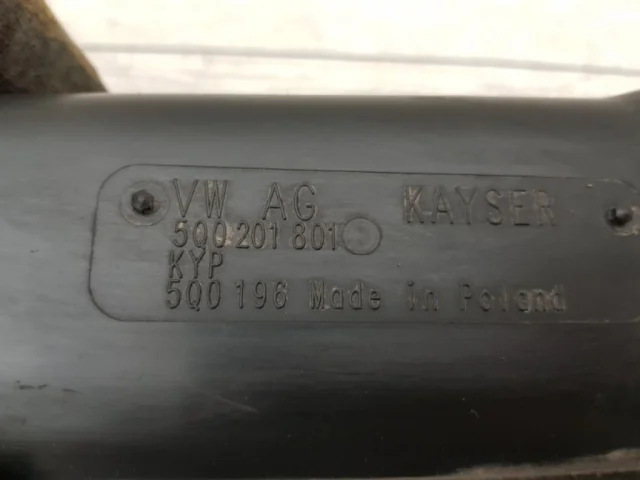 VW AG KAYSER
5Q0 201 801
KYP
5Q0 196 Made in Poland